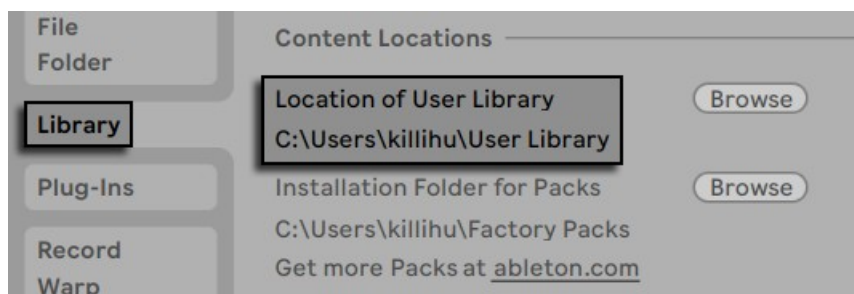 File
Folder
Library
Plug-Ins
Record
Warp
Content Locations
Location of User Library
Browse
C:\Users\killihu\User Library
Installation Folder for Packs
Browse
C:\Users\killihu\Factory Packs
Get more Packs at ableton.com